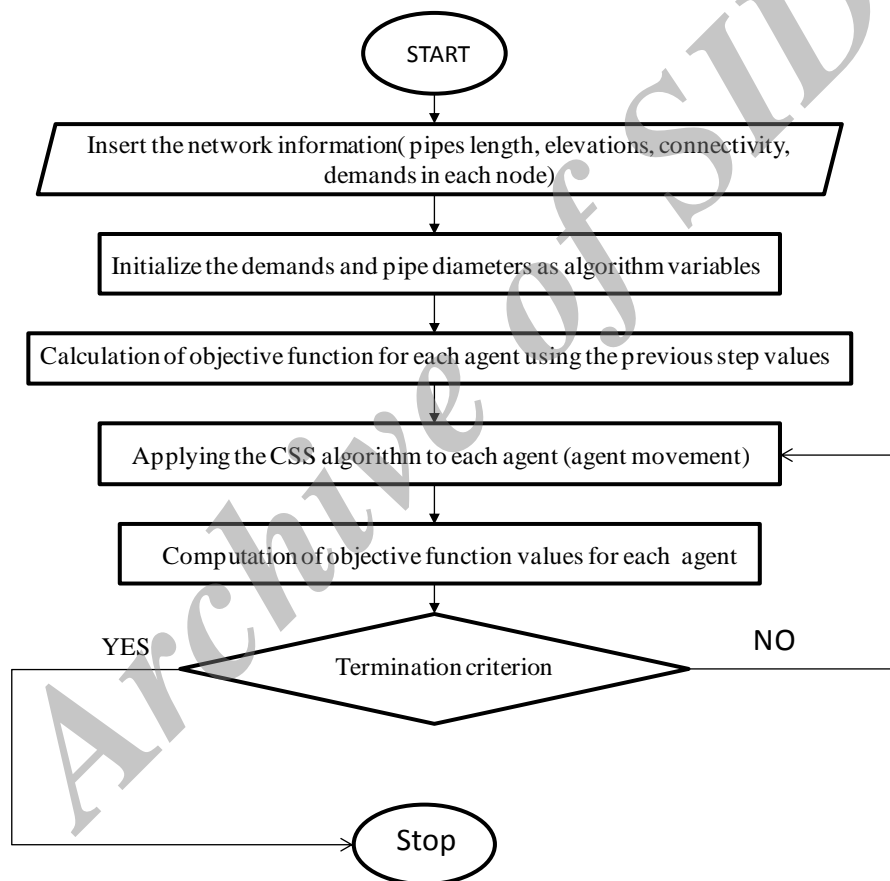 START
Insert the network information( pipes length, elevations, connectivity,
demands in each node)
Initialize the demands and pipe diameters as algorithm variables
Calculation of objective function for each agent using the previous step values
Applying the CSS algorithm to each agent (agent movement)
Computation of objective function values for each agent
YES
Termination criterion
NO
Stop
Archive of SID